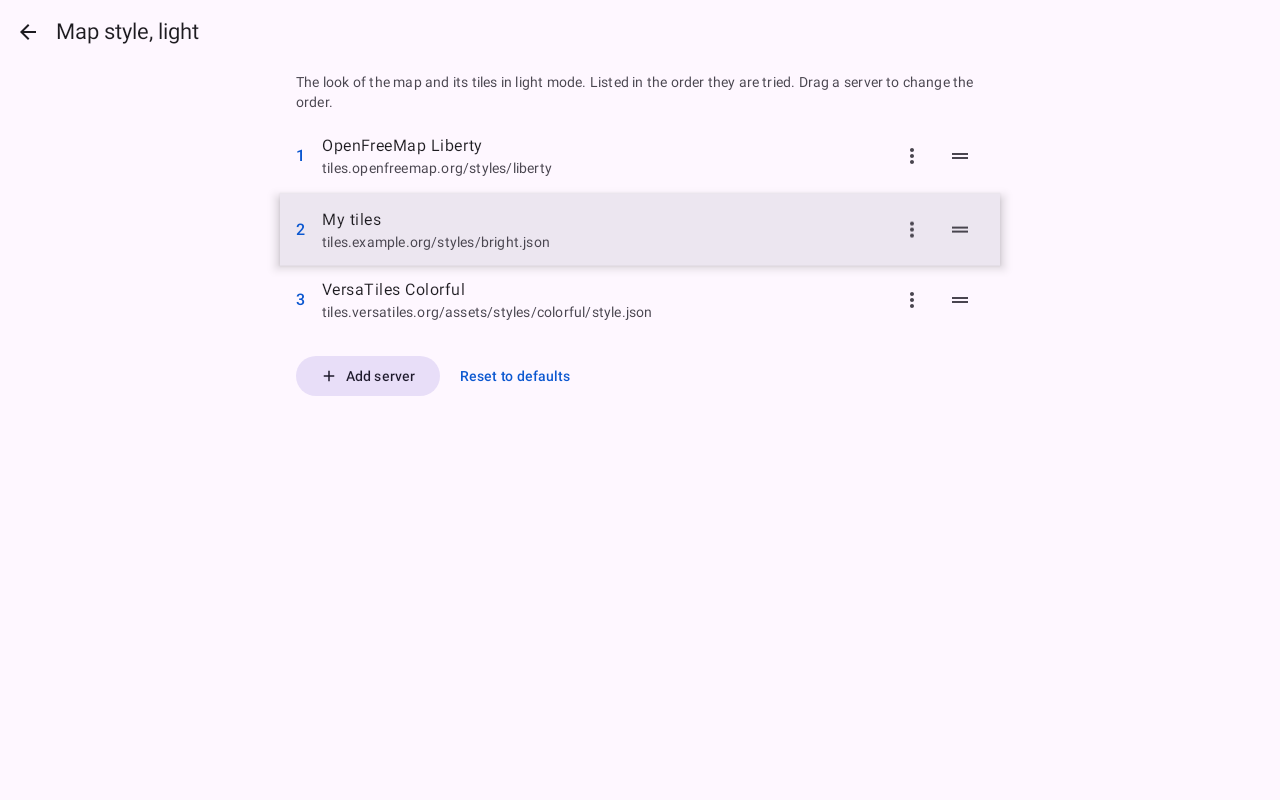 Map style, light
The look of the map and its tiles in light mode. Listed in the order they are tried. Drag a server to change the
order.
1
OpenFreeMap Liberty
tiles.openfreemap.org/styles/liberty
2
My tiles
tiles.example.org/styles/bright.json
3
VersaTiles Colorful
tiles.versatiles.org/assets/styles/colorful/style.json
Add server
Reset to defaults